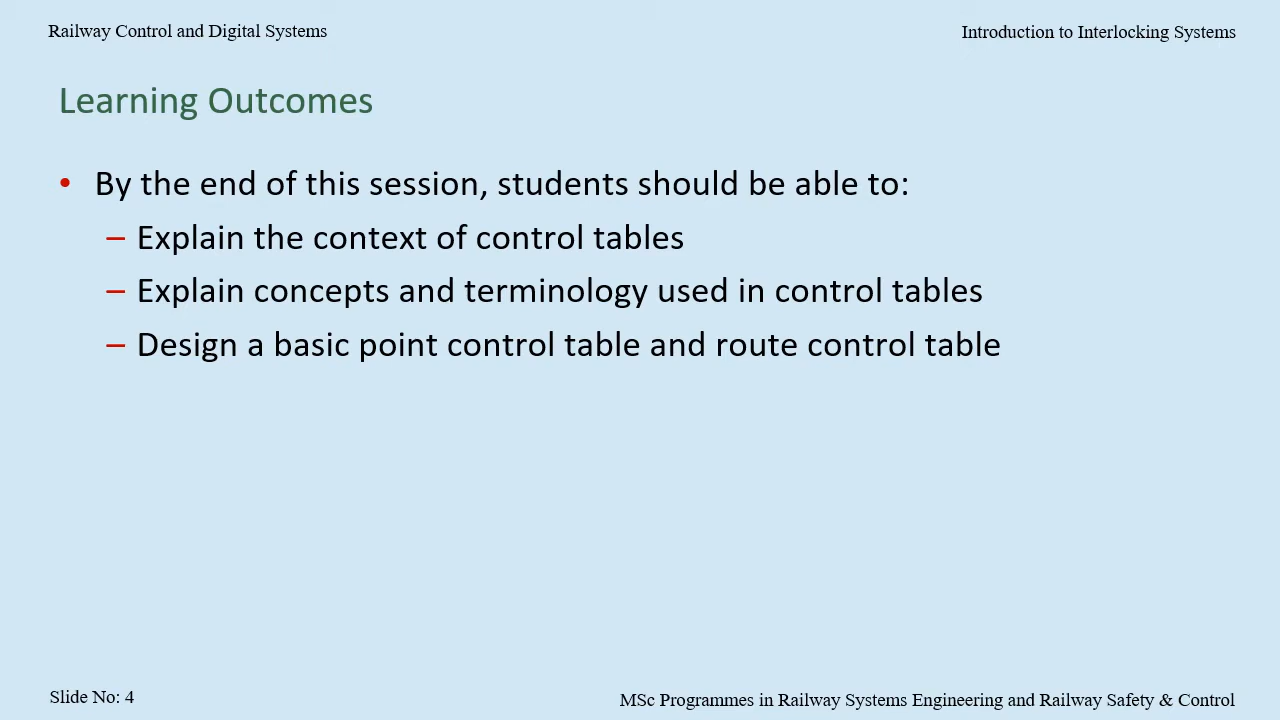 Railway Control and Digital Systems
Introduction to Interlocking Systems
Learning Outcomes
• By the end of this session, students should be able to:
– Explain the context of control tables
– Explain concepts and terminology used in control tables
– Design a basic point control table and route control table
Slide No: 4
MSc Programmes in Railway Systems Engineering and Railway Safety & Control